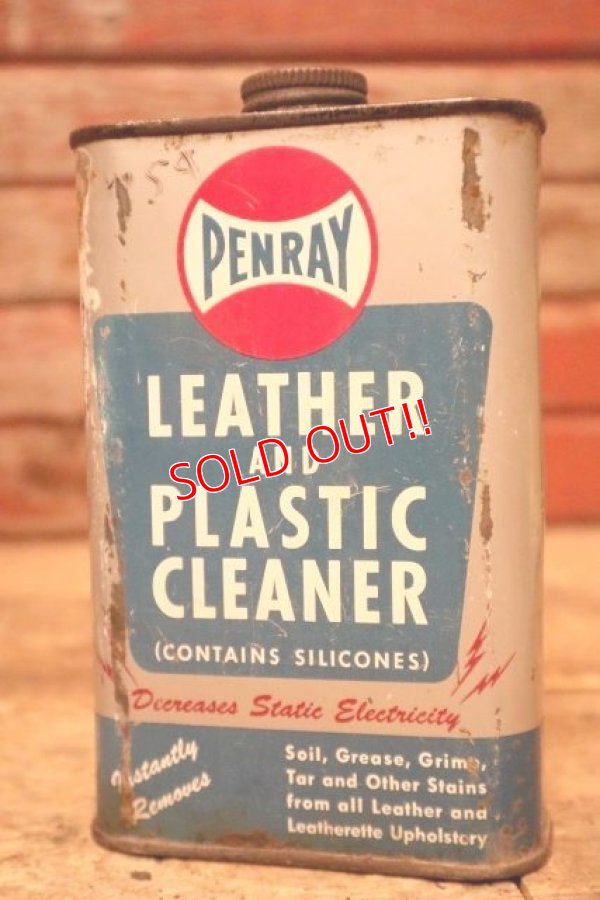 54
PENRAY
LEATHER
AND
PLASTIC
CLEANER
(CONTAINS SILICONES)
Decreases Static Electricity
Instantly
Removes
Soil, Grease, Grime,
Tar and Other Stains
from all Leather and
Leatherette Upholstery
SOLD OUT!!